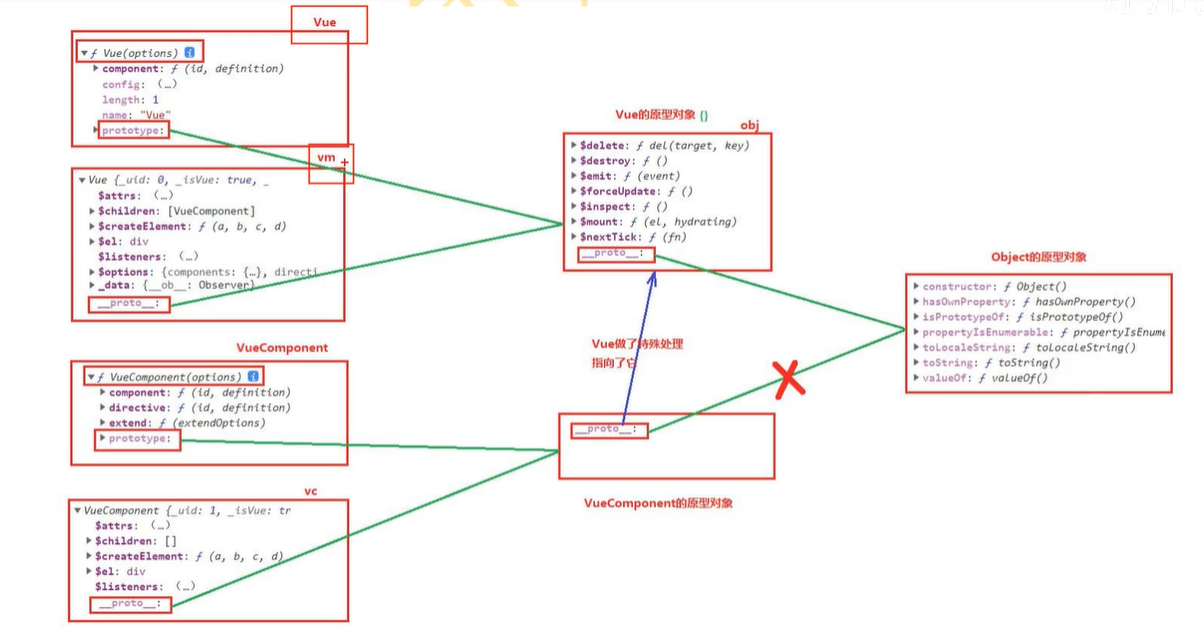 Vue
▼ƒ Vue(options) i
▶component: ƒ (id, definition)
config: (…)
length: 1
name: "Vue"
▶prototype:
vm
▼Vue {_uid: 0, _isVue: true, _
$attrs: (…)
▶$children: [VueComponent]
▶$createElement: ƒ (a, b, c, d)
▶$el: div
$listeners: (…)
▶$options: {components: {…}, directi
▶_data: {__ob__: Observer}
__proto__:
Vue的原型对象 {}
obj
▶$delete: ƒ del(target, key)
▶$destroy: ƒ ()
▶$emit: ƒ (event)
▶$forceUpdate: ƒ ()
▶$inspect: ƒ ()
▶$mount: ƒ (el, hydrating)
▶$nextTick: ƒ (fn)
__proto__:
Object的原型对象
▶constructor: ƒ Object()
▶hasOwnProperty: ƒ hasOwnProperty()
▶isPrototypeOf: ƒ isPrototypeOf()
▶propertyIsEnumerable: ƒ propertyIsEnume
▶toLocaleString: ƒ toLocaleString()
▶toString: ƒ toString()
▶valueOf: ƒ valueOf()
VueComponent
▼ƒ VueComponent(options) i
▶component: ƒ (id, definition)
▶directive: ƒ (id, definition)
▶extend: ƒ (extendOptions)
▶prototype:
Vue做了特殊处理
指向了它
__proto__:
VueComponent的原型对象
vc
▼VueComponent {_uid: 1, _isVue: tr
$attrs: (…)
▶$children: []
▶$createElement: ƒ (a, b, c, d)
▶$el: div
$listeners: (…)
__proto__: